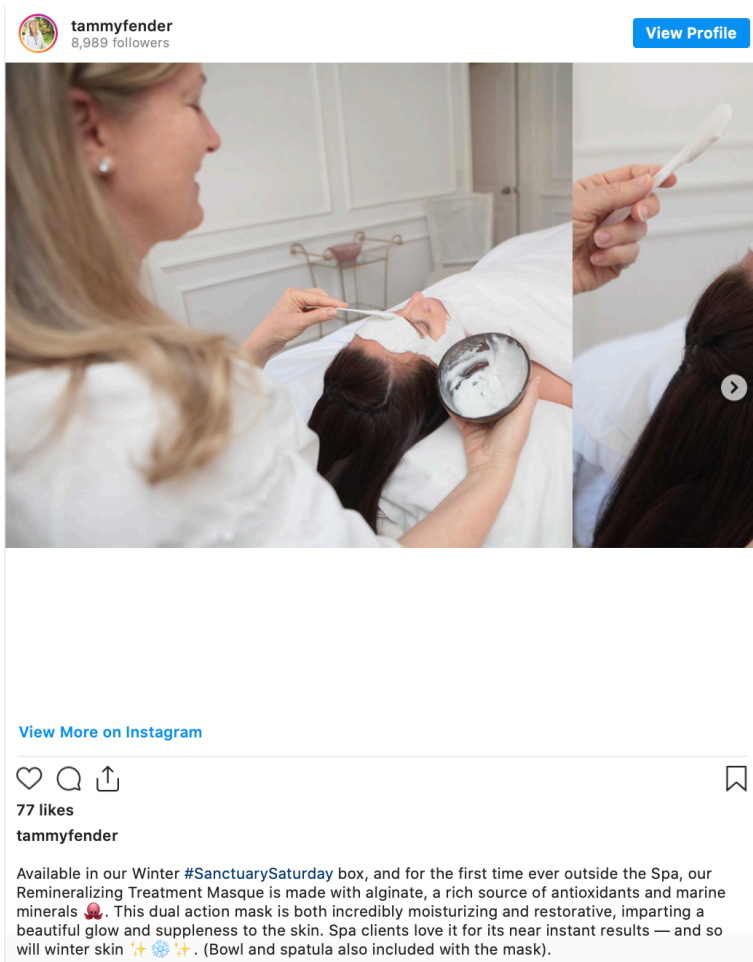 tammyfender
8,989 followers
View Profile
View More on Instagram
77 likes
tammyfender
Available in our Winter #SanctuarySaturday box, and for the first time ever outside the Spa, our
Remineralizing Treatment Masque is made with alginate, a rich source of antioxidants and marine
minerals 🐙. This dual action mask is both incredibly moisturizing and restorative, imparting a
beautiful glow and suppleness to the skin. Spa clients love it for its near instant results — and so
will winter skin ✨❄️✨. (Bowl and spatula also included with the mask).